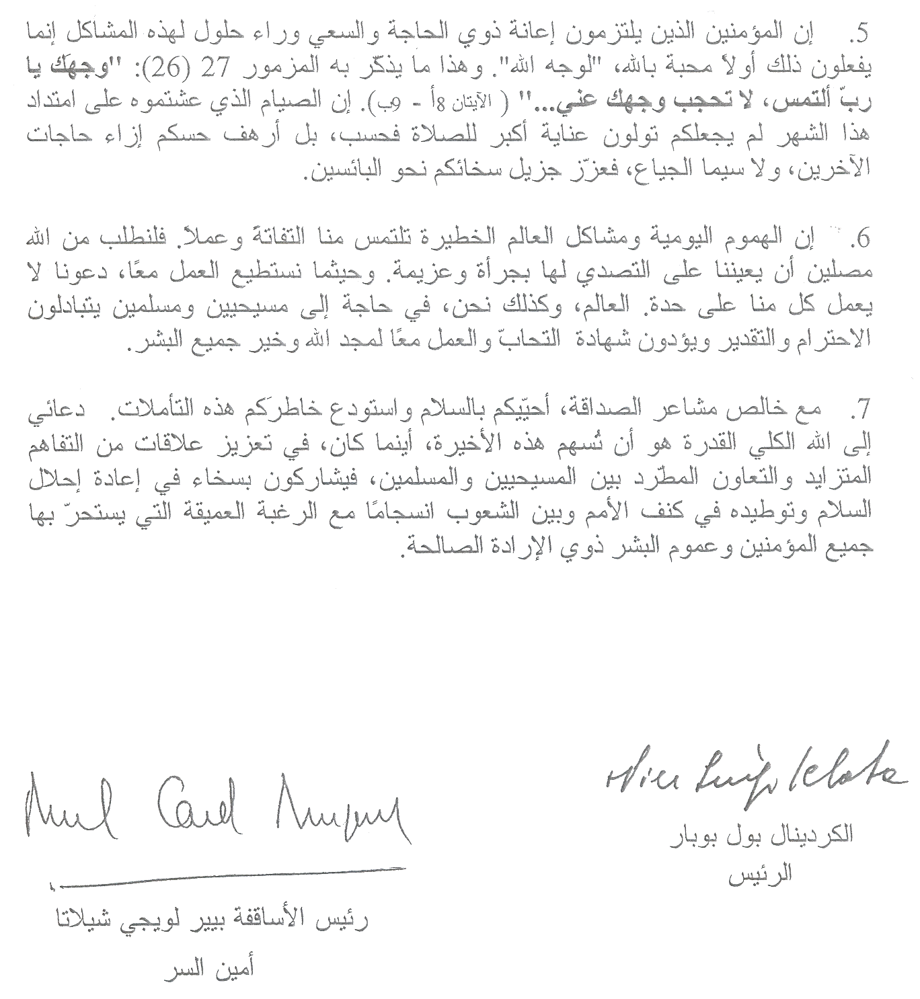 5. إن المؤمنين الذين يلتزمون إعانة ذوي الحاجة والسعي وراء حلول لهذه المشاكل إنما
يفعلون ذلك أولاً محبة بالله، "لوجه الله". وهذا ما يذكّر به المزمور 27 (26): "وجهَك يا
ربّ ألتمس، لا تحجب وجهك عني..." ( الآيتان 8أ - 9ب). إن الصيام الذي عشتموه على امتداد
هذا الشهر لم يجعلكم تولون عناية أكبر للصلاة فحسب، بل أرهف حسكم إزاء حاجات
الآخرين، ولا سيما الجياع، فعزّز جزيل سخائكم نحو البائسين.
6. إن الهموم اليومية ومشاكل العالم الخطيرة تلتمس منا التفاتةً وعملاً. فلنطلب من الله
مصلين أن يعيننا على التصدي لها بجرأة وعزيمة. وحيثما نستطيع العمل معًا، دعونا لا
يعمل كل منا على حدة. العالم، وكذلك نحن، في حاجة إلى مسيحيين ومسلمين يتبادلون
الاحترام والتقدير ويؤدون شهادة التحابّ والعمل معًا لمجد الله وخير جميع البشر.
7. مع خالص مشاعر الصداقة، أحيّيكم بالسلام واستودع خاطرَكم هذه التأملات. دعائي
إلى الله الكلي القدرة هو أن تُسهم هذه الأخيرة، أينما كان، في تعزيز علاقات من التفاهم
المتزايد والتعاون المطّرد بين المسيحيين والمسلمين، فيشاركون بسخاء في إعادة إحلال
السلام وتوطيده في كنف الأمم وبين الشعوب انسجامًا مع الرغبة العميقة التي يستحرّ بها
جميع المؤمنين وعموم البشر ذوي الإرادة الصالحة.
الكردينال بول بوبار
الرئيس
رئيس الأساقفة بيير لويجي شيلاتا
أمين السر